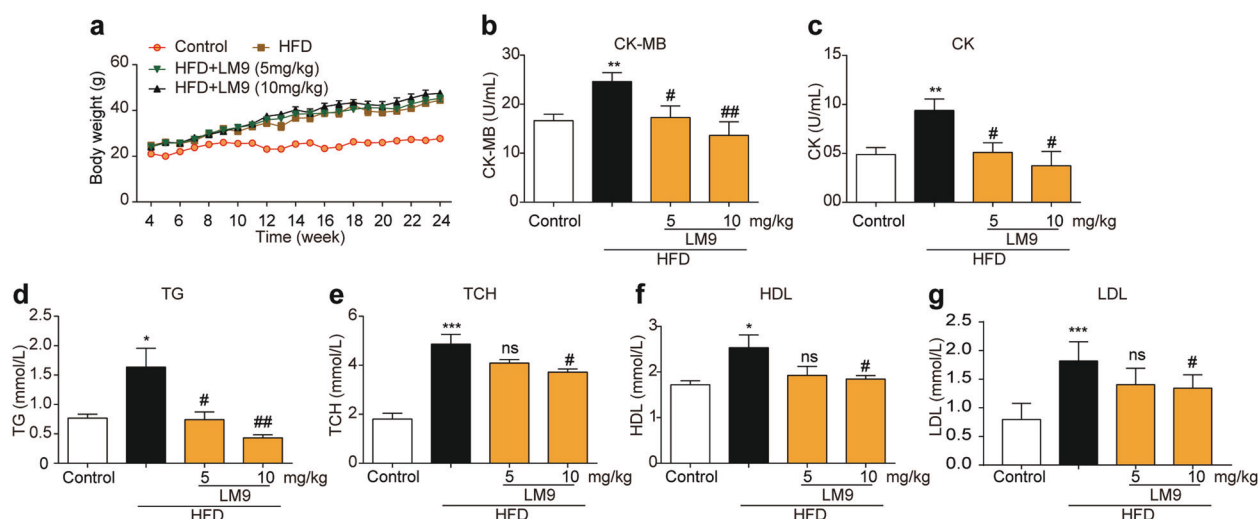 a
Control HFD
HFD+LM9 (5mg/kg)
HFD+LM9 (10mg/kg)
Body weight (g)
60
40
20
0
4 6 8 10 12 14 16 18 20 22 24
Time (week)
b
CK-MB
CK-MB (U/mL)
30
20
10
0
**
#
##
Control
5 10 mg/kg
LM9
HFD
c
CK
CK (U/mL)
15
10
05
0
**
#
#
Control
5 10 mg/kg
LM9
HFD
d
TG
TG (mmol/L)
2.5
2.0
1.5
1.0
0.5
0
*
#
##
Control
5 10 mg/kg
LM9
HFD
e
TCH
TCH (mmol/L)
6
4
2
0
***
ns
#
Control
5 10 mg/kg
LM9
HFD
f
HDL
HDL (mmol/L)
3
2
1
0
*
ns
#
Control
5 10 mg/kg
LM9
HFD
g
LDL
LDL (mmol/L)
2.5
2.0
1.5
1.0
0.5
0.0
***
ns
#
Control
5 10 mg/kg
LM9
HFD